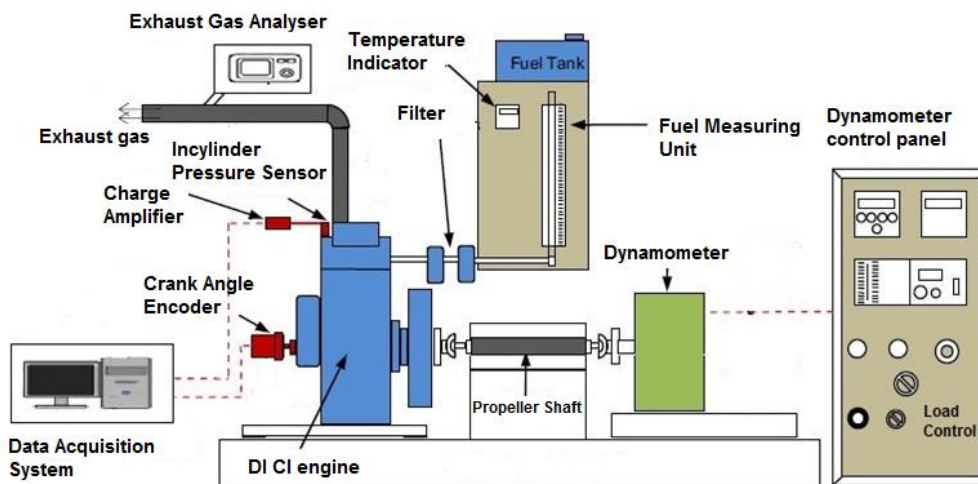 Exhaust Gas Analyser
Temperature
Indicator
Fuel Tank
Exhaust gas
Filter
Fuel Measuring
Unit
Dynamometer
control panel
Incylinder
Pressure Sensor
Charge
Amplifier
Crank Angle
Encoder
Dynamometer
Propeller Shaft
Load
Control
Data Acquisition
System
DI CI engine